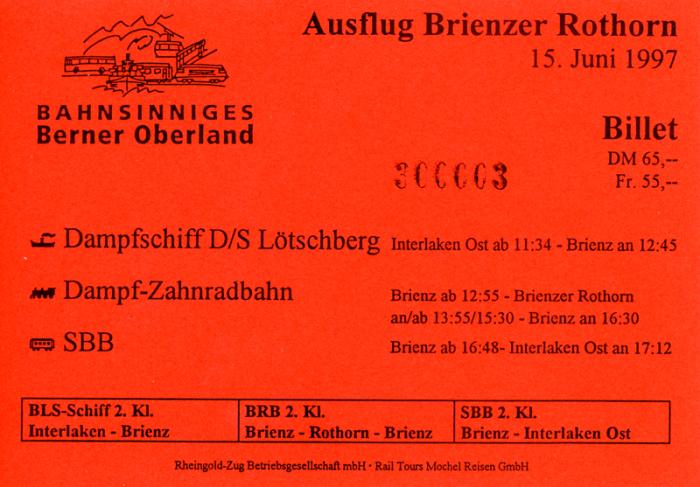 Ausflug Brienzer Rothorn
15. Juni 1997
BAHNSINNIGES
Berner Oberland
Billet
DM 65,--
Fr. 55,--
300003
Dampfschiff D/S Lötschberg Interlaken Ost ab 11:34 - Brienz an 12:45
Dampf-Zahnradbahn Brienz ab 12:55 - Brienzer Rothorn
an/ab 13:55/15:30 - Brienz an 16:30
SBB Brienz ab 16:48- Interlaken Ost an 17:12
BLS-Schiff 2. Kl.
Interlaken - Brienz
BRB 2. Kl.
Brienz - Rothorn - Brienz
SBB 2. Kl.
Brienz - Interlaken Ost
Rheingold-Zug Betriebsgesellschaft mbH · Rail Tours Mochel Reisen GmbH